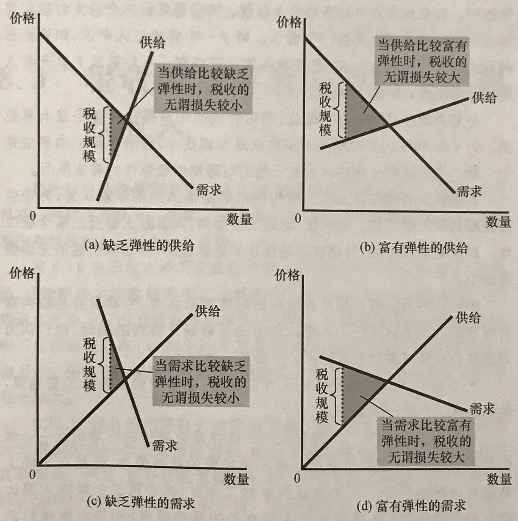 价格
供给
当供给比较缺乏
弹性时，税收的
无谓损失较小
税收规模
需求
0
数量
(a) 缺乏弹性的供给
价格
当供给比较富有
弹性时，税收的
无谓损失较大
税收规模
供给
需求
0
数量
(b) 富有弹性的供给
价格
供给
税收规模
当需求比较缺乏
弹性时，税收的
无谓损失较小
需求
0
数量
(c) 缺乏弹性的需求
价格
供给
税收规模
需求
当需求比较富有
弹性时，税收的
无谓损失较大
0
数量
(d) 富有弹性的需求